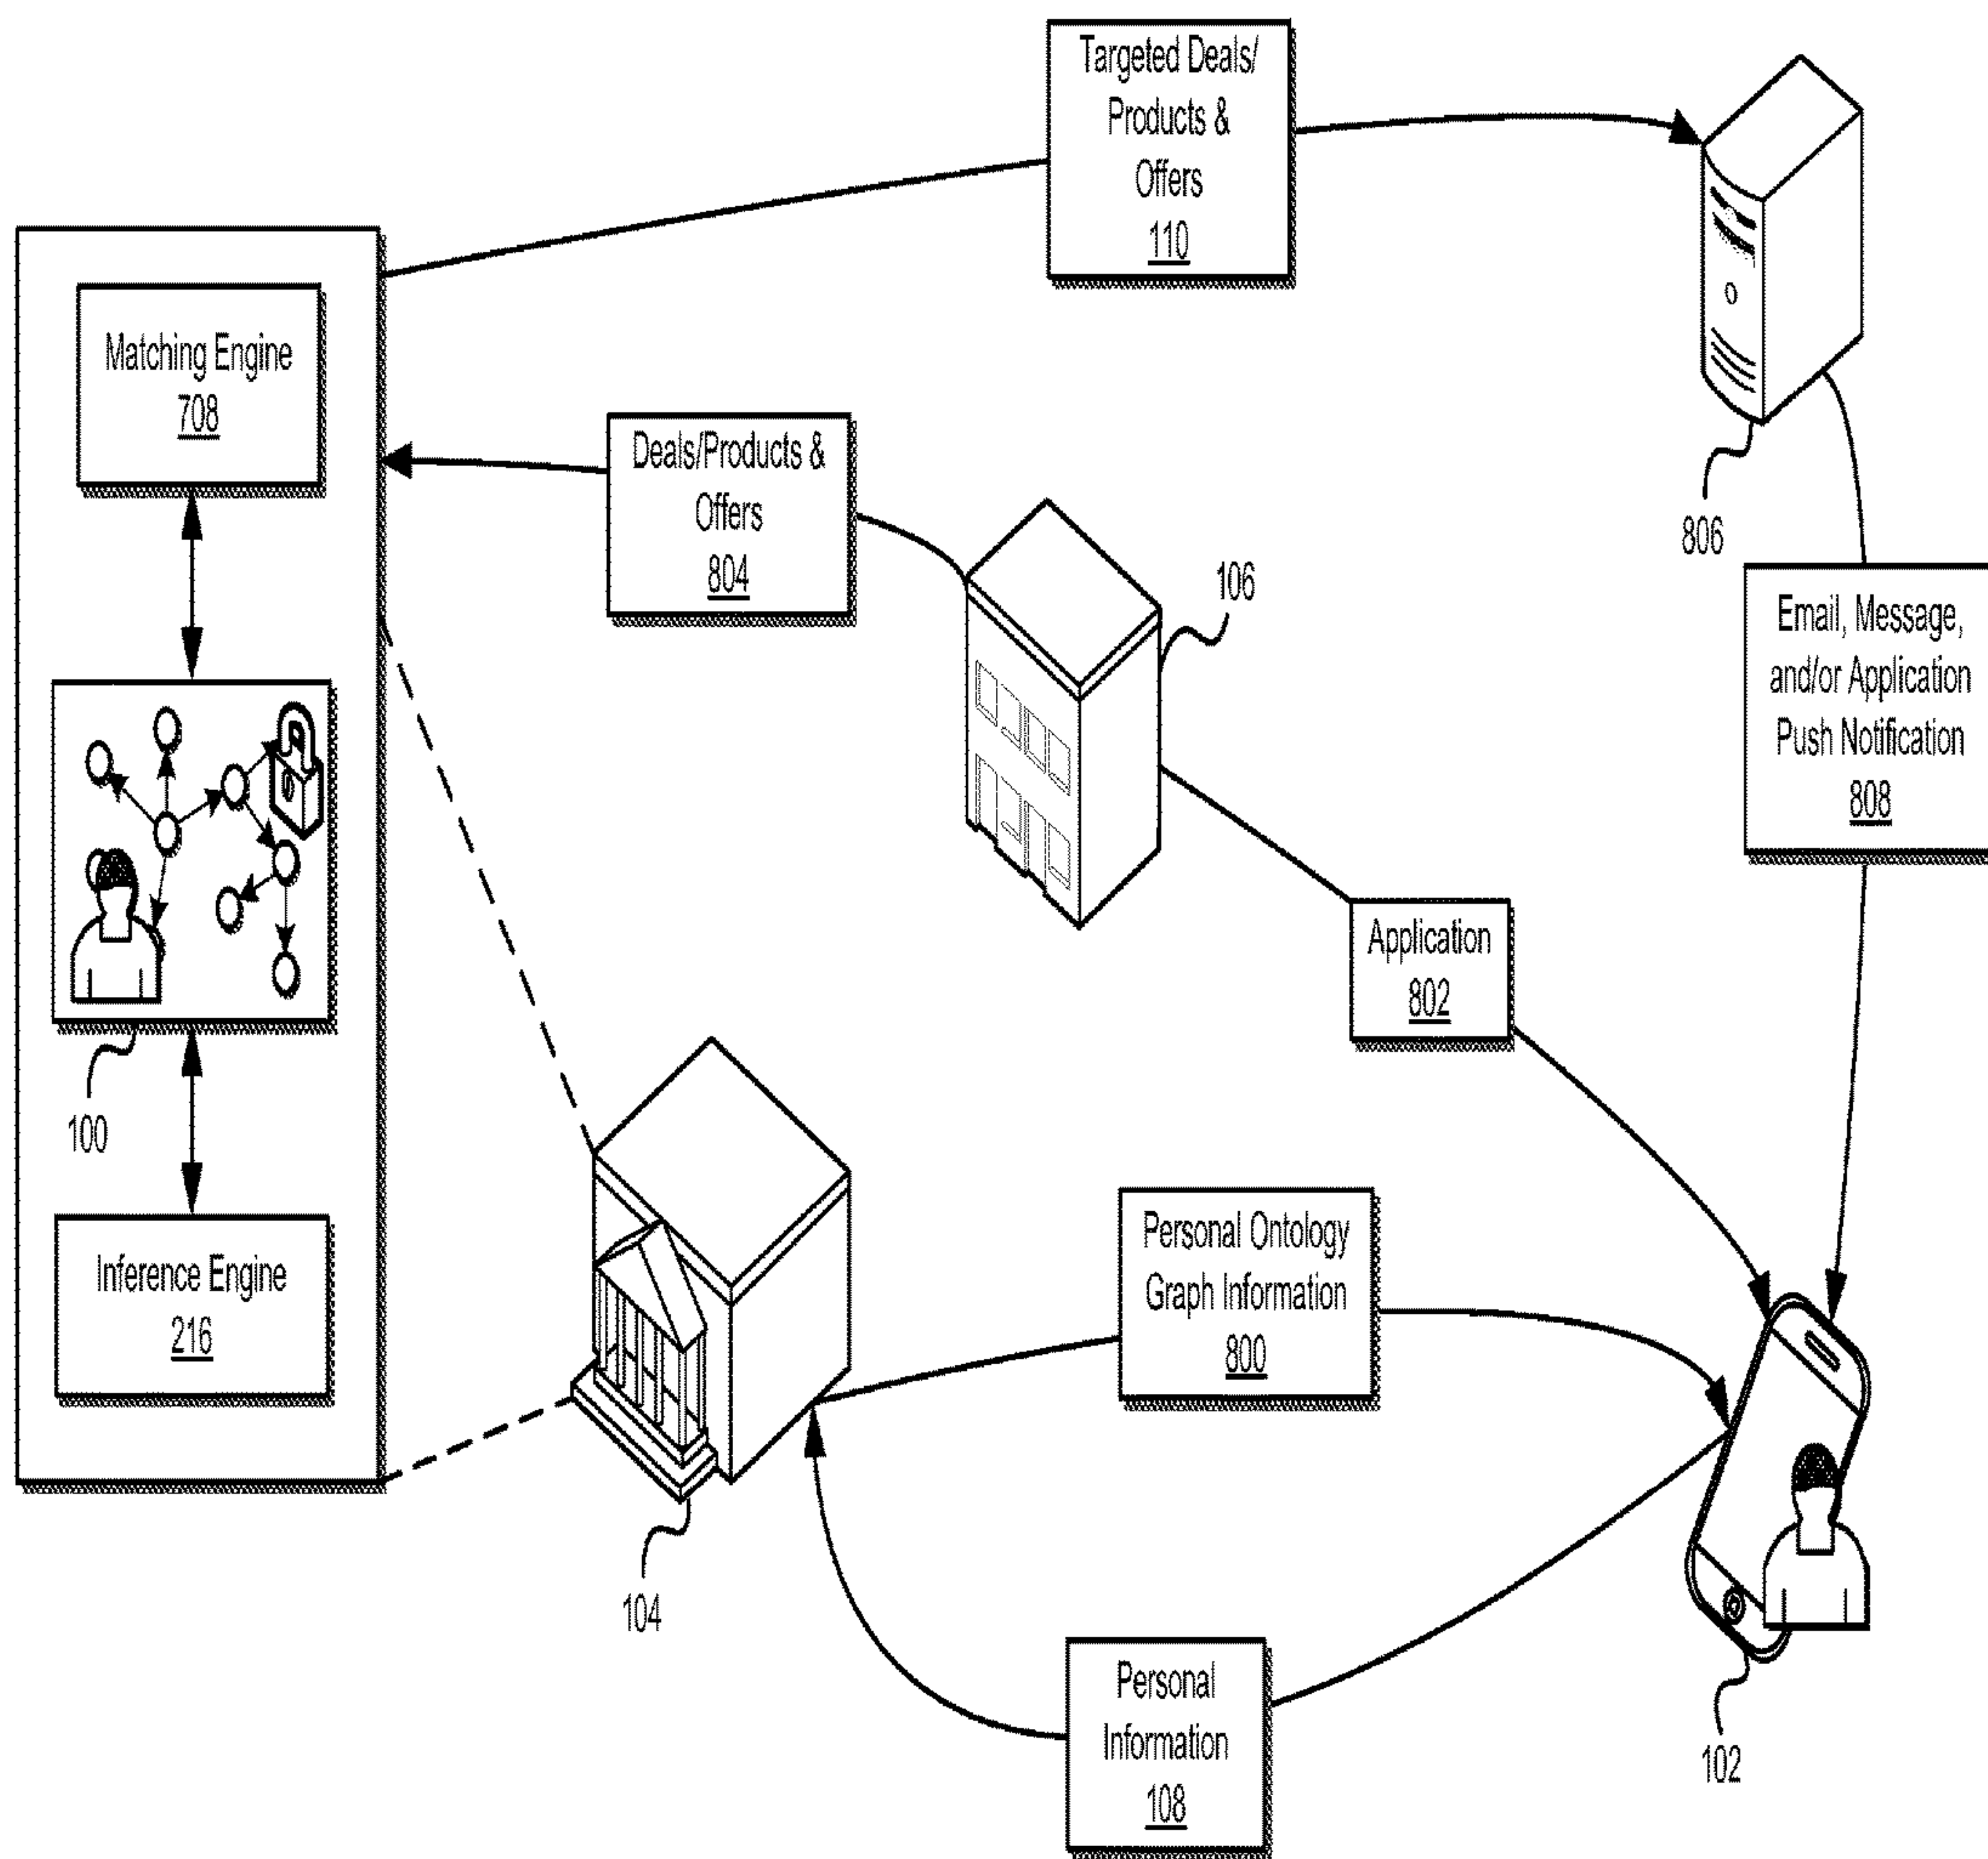 Targeted Deals/
Products &
Offers
110
Matching Engine
708
Deals/Products &
Offers
804
806
106
Email, Message,
and/or Application
Push Notification
808
Application
802
100
Inference Engine
216
Personal Ontology
Graph Information
800
104
Personal
Information
108
102